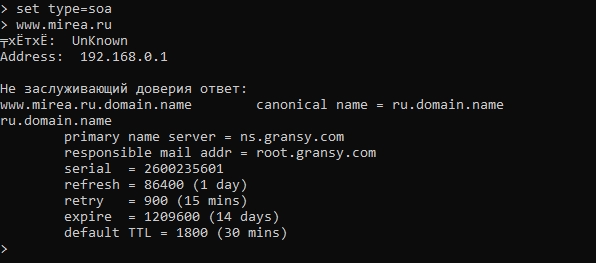 > set type=soa
> www.mirea.ru
╤хЁтхЁ:  UnKnown
Address:  192.168.0.1
Не заслуживающий доверия ответ:
www.mirea.ru.domain.name        canonical name = ru.domain.name
ru.domain.name
        primary name server = ns.gransy.com
        responsible mail addr = root.gransy.com
        serial  = 2600235601
        refresh = 86400 (1 day)
        retry   = 900 (15 mins)
        expire  = 1209600 (14 days)
        default TTL = 1800 (30 mins)
>